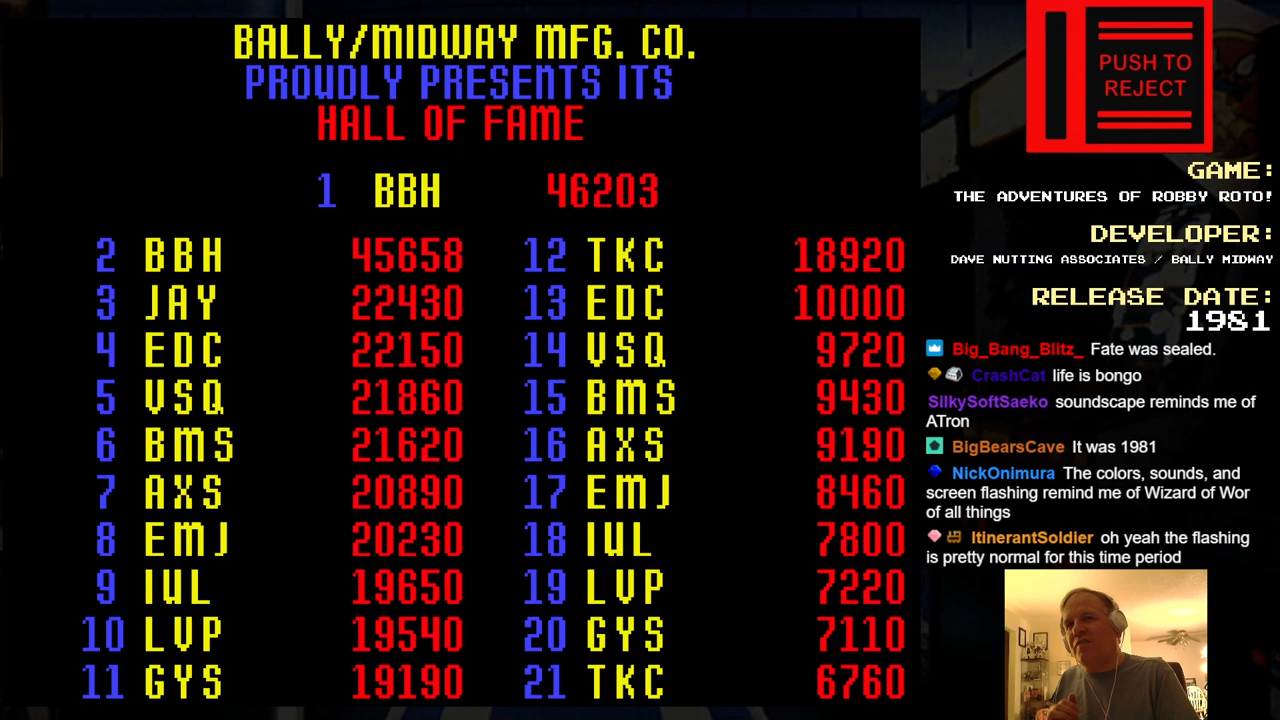 BALLY/MIDWAY MFG. CO.
PROUDLY PRESENTS ITS
HALL OF FAME
1 BBH 46203
2 BBH 45658
3 JAY 22430
4 EDC 22150
5 VSQ 21860
6 BMS 21620
7 AXS 20890
8 EMJ 20230
9 IWL 19650
10 LVP 19540
11 GYS 19190
12 TKC 18920
13 EDC 10000
14 VSQ 9720
15 BMS 9430
16 AXS 9190
17 EMJ 8460
18 IWL 7800
19 LVP 7220
20 GYS 7110
21 TKC 6760
PUSH TO
REJECT
GAME:
THE ADVENTURES OF ROBBY ROTO!
DEVELOPER:
DAVE NUTTING ASSOCIATES / BALLY MIDWAY
RELEASE DATE:
1981
Big_Bang_Blitz_ Fate was sealed.
CrashCat life is bongo
SilkySoftSaeko soundscape reminds me of
ATron
BigBearsCave It was 1981
NickOnimura The colors, sounds, and
screen flashing remind me of Wizard of Wor
of all things
ItinerantSoldier oh yeah the flashing
is pretty normal for this time period